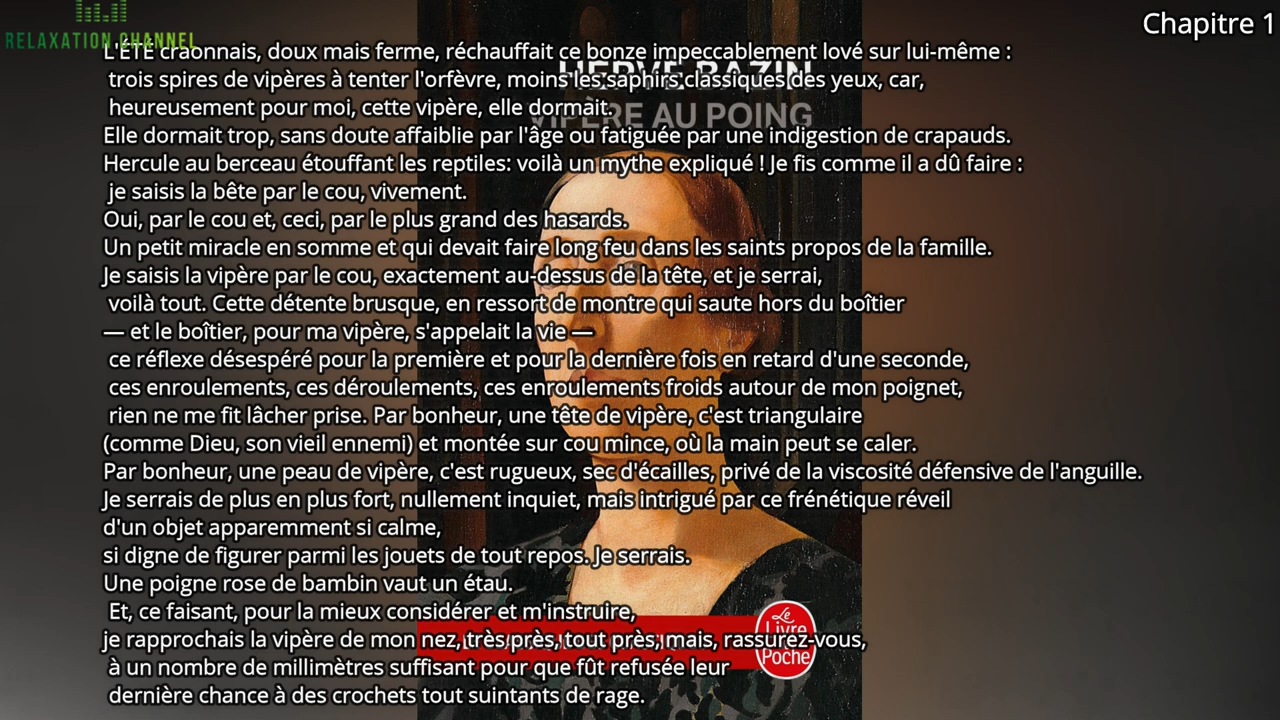 Chapitre 1
RELAXATION CHANNEL
L'ÉTÉ craonnais, doux mais ferme, réchauffait ce bonze impeccablement lové sur lui-même :
trois spires de vipères à tenter l'orfèvre, moins les saphirs classiques des yeux, car,
HERVÉ BAZIN
heureusement pour moi, cette vipère, elle dormait.
VIPÈRE AU POING
Elle dormait trop, sans doute affaiblie par l'âge ou fatiguée par une indigestion de crapauds.
Hercule au berceau étouffant les reptiles: voilà un mythe expliqué ! Je fis comme il a dû faire :
je saisis la bête par le cou, vivement.
Oui, par le cou et, ceci, par le plus grand des hasards.
Un petit miracle en somme et qui devait faire long feu dans les saints propos de la famille.
Je saisis la vipère par le cou, exactement au-dessus de la tête, et je serrai,
voilà tout. Cette détente brusque, en ressort de montre qui saute hors du boîtier
— et le boîtier, pour ma vipère, s'appelait la vie —
ce réflexe désespéré pour la première et pour la dernière fois en retard d'une seconde,
ces enroulements, ces déroulements, ces enroulements froids autour de mon poignet,
rien ne me fit lâcher prise. Par bonheur, une tête de vipère, c'est triangulaire
(comme Dieu, son vieil ennemi) et montée sur cou mince, où la main peut se caler.
Par bonheur, une peau de vipère, c'est rugueux, sec d'écailles, privé de la viscosité défensive de l'anguille.
Je serrais de plus en plus fort, nullement inquiet, mais intrigué par ce frénétique réveil
d'un objet apparemment si calme,
si digne de figurer parmi les jouets de tout repos. Je serrais.
Une poigne rose de bambin vaut un étau.
Et, ce faisant, pour la mieux considérer et m'instruire,
je rapprochais la vipère de mon nez, très près, tout près, mais, rassurez-vous,
à un nombre de millimètres suffisant pour que fût refusée leur
dernière chance à des crochets tout suintants de rage.
Le
Livre
Poche